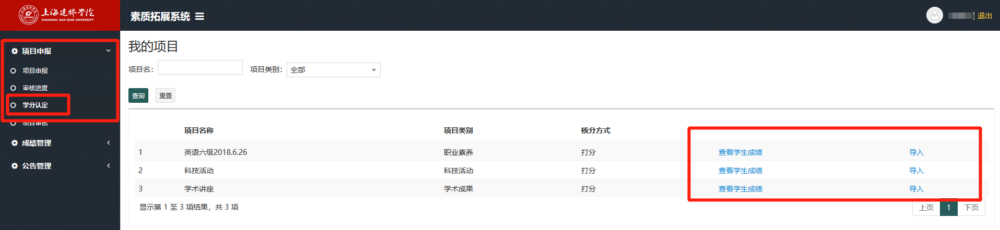 上海建桥学院
SHANGHAI JIAN QIAO UNIVERSITY
素质拓展系统
退出
项目申报
项目申报
审核进度
学分认定
项目审核
成绩管理
公告管理
我的项目
项目名: 项目类别: 全部
查询 重置
项目名称 项目类别 核分方式
1 英语六级2018.6.26 职业素养 打分 查看学生成绩 导入
2 科技活动 科技活动 打分 查看学生成绩 导入
3 学术讲座 学术成果 打分 查看学生成绩 导入
显示第 1 至 3 项结果，共 3 项
上页 1 下页